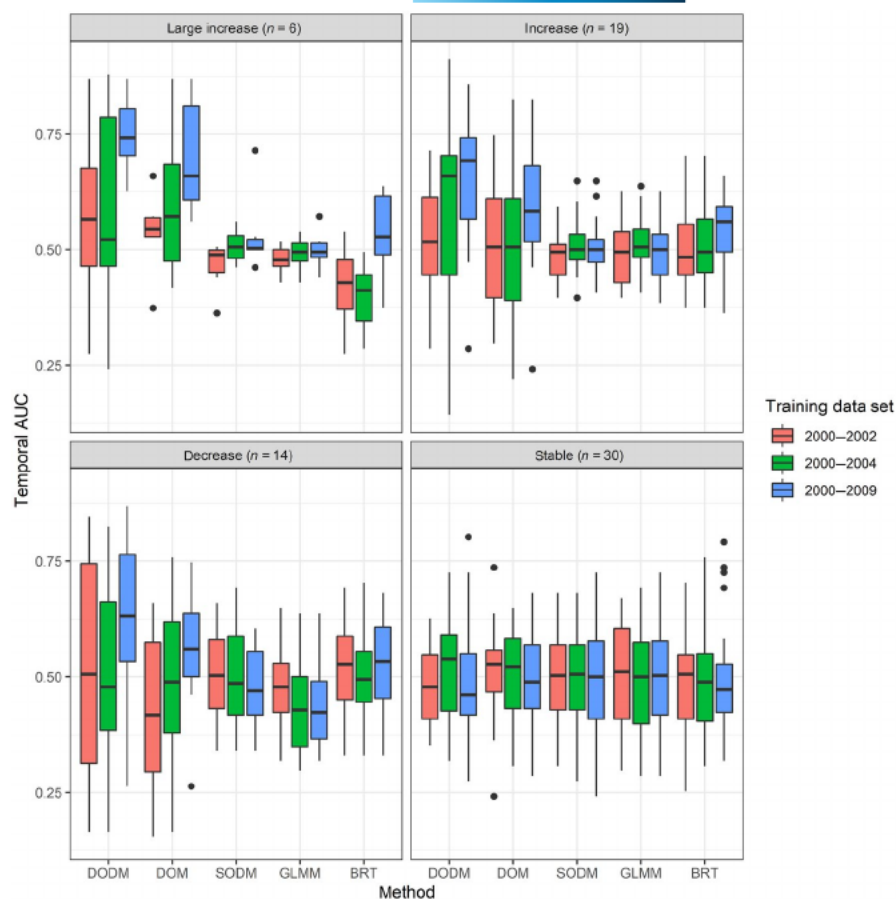 Large increase (n = 6)
Increase (n = 19)
0.75
0.50
0.25
Temporal AUC
Decrease (n = 14)
Stable (n = 30)
0.75
0.50
0.25
DODM DOM SODM GLMM BRT
DODM DOM SODM GLMM BRT
Method
Training data set
2000—2002
2000—2004
2000—2009